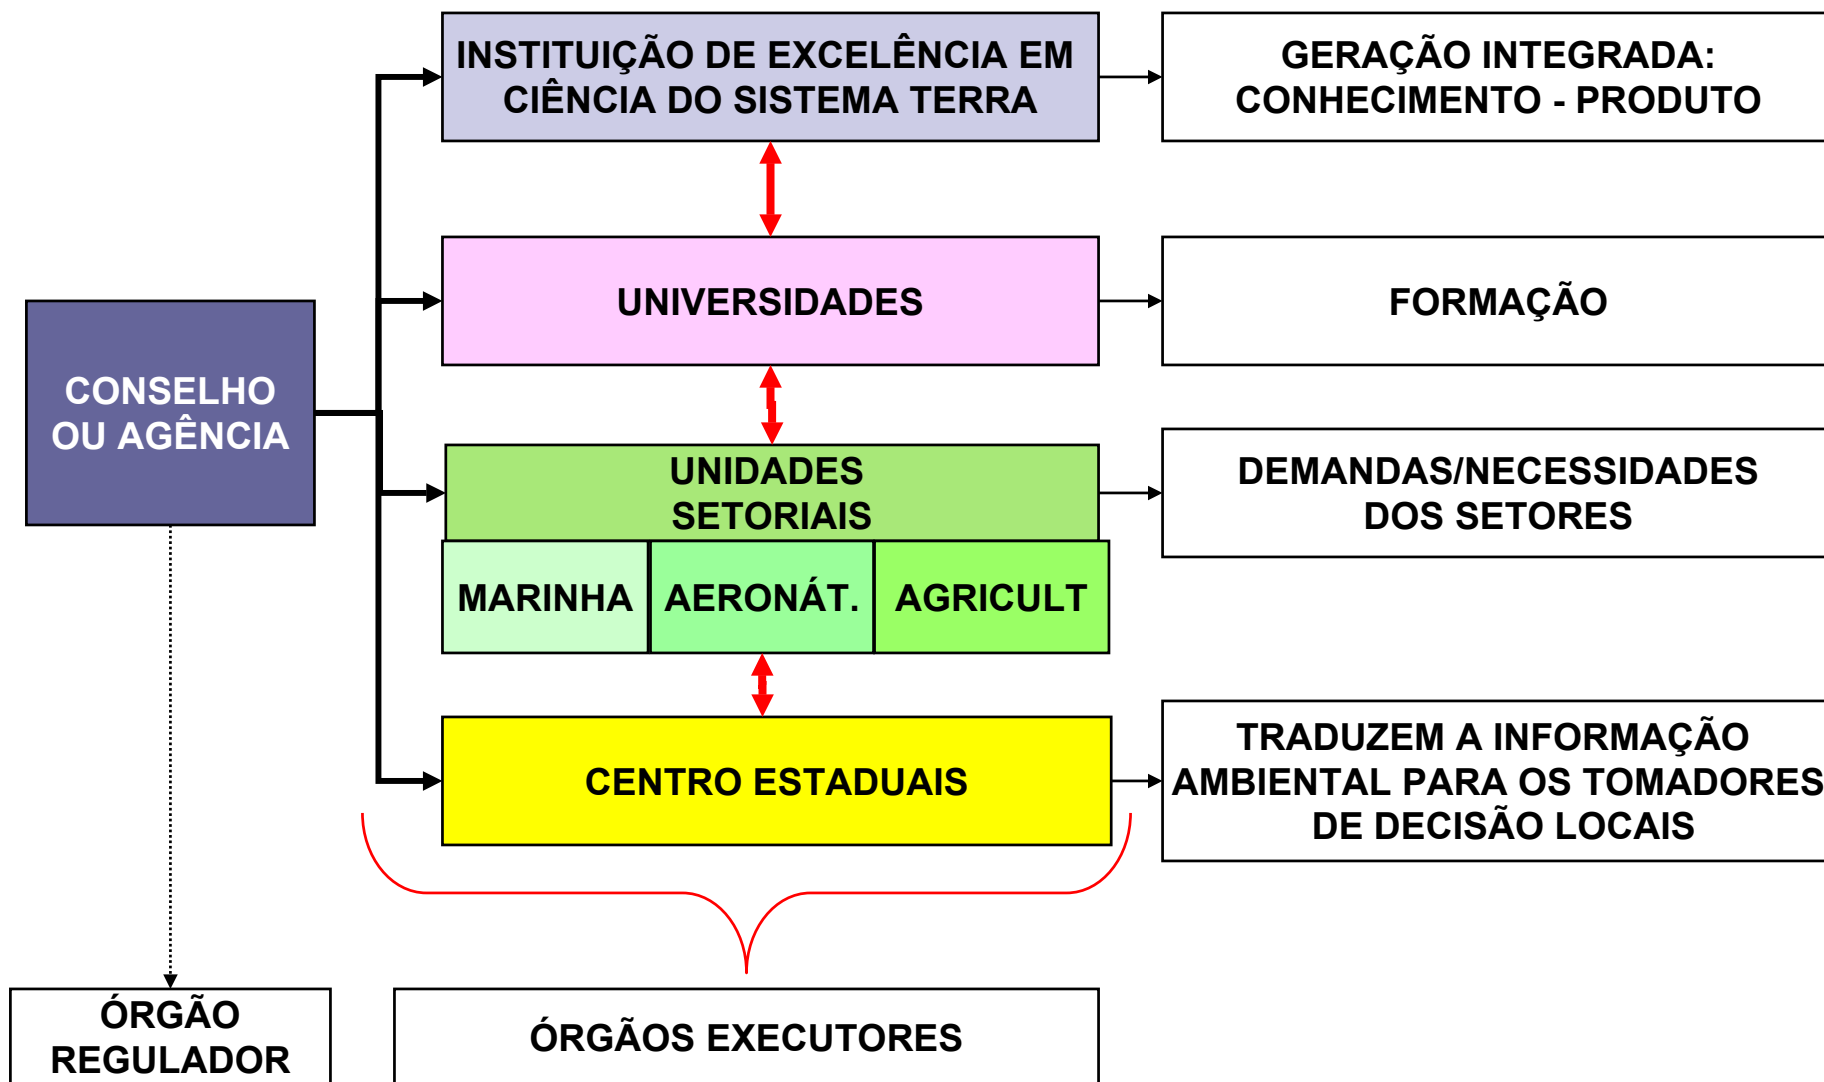 INSTITUIÇÃO DE EXCELÊNCIA EM
CIÊNCIA DO SISTEMA TERRA
GERAÇÃO INTEGRADA:
CONHECIMENTO - PRODUTO
UNIVERSIDADES
FORMAÇÃO
CONSELHO
OU AGÊNCIA
UNIDADES
SETORIAIS
DEMANDAS/NECESSIDADES
DOS SETORES
MARINHA
AERONÁT.
AGRICULT
CENTRO ESTADUAIS
TRADUZEM A INFORMAÇÃO
AMBIENTAL PARA OS TOMADORES
DE DECISÃO LOCAIS
ÓRGÃO
REGULADOR
ÓRGÃOS EXECUTORES